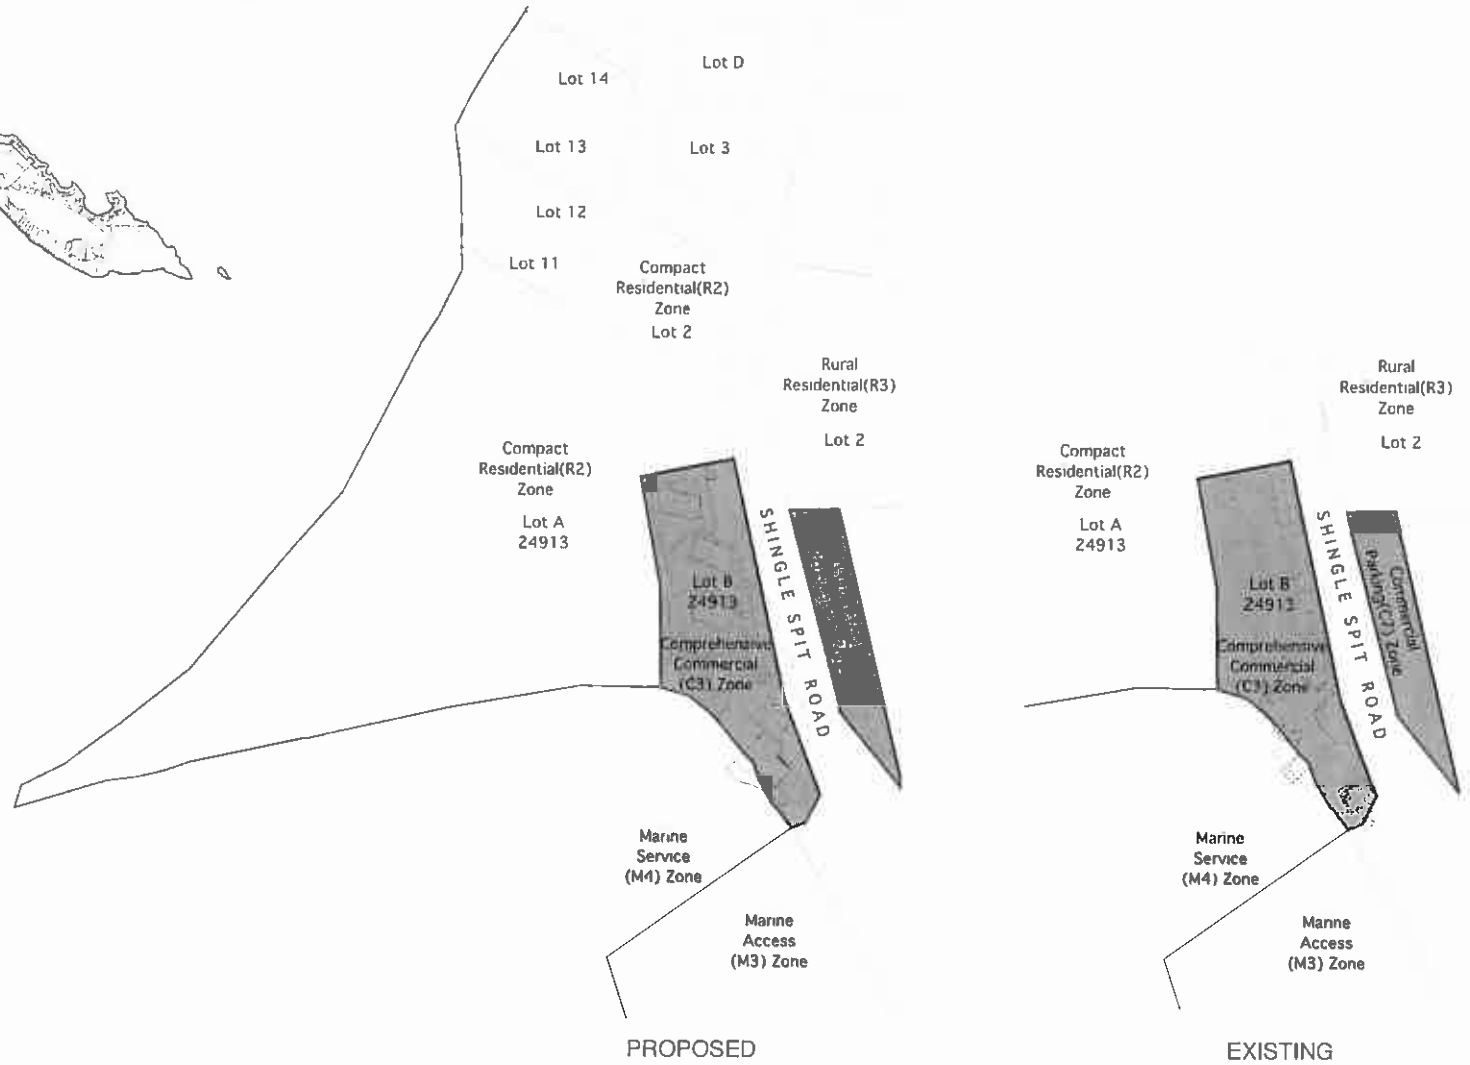 Lot 14
Lot D
Lot 13
Lot 3
Lot 12
Lot 11
Compact
Residential(R2)
Zone
Lot 2
Rural
Residential(R3)
Zone
Lot 2
Compact
Residential(R2)
Zone
Lot A
24913
Lot B
24913
Comprehensive
Commercial
(C3) Zone
SHINGLE SPIT ROAD
Marine
Service
(M4) Zone
Marine
Access
(M3) Zone
PROPOSED
Rural
Residential(R3)
Zone
Lot 2
Compact
Residential(R2)
Zone
Lot A
24913
Lot B
24913
Comprehensive
Commercial
(C3) Zone
SHINGLE SPIT ROAD
Commercial
Parking(C2) Zone
Marine
Service
(M4) Zone
Marine
Access
(M3) Zone
EXISTING